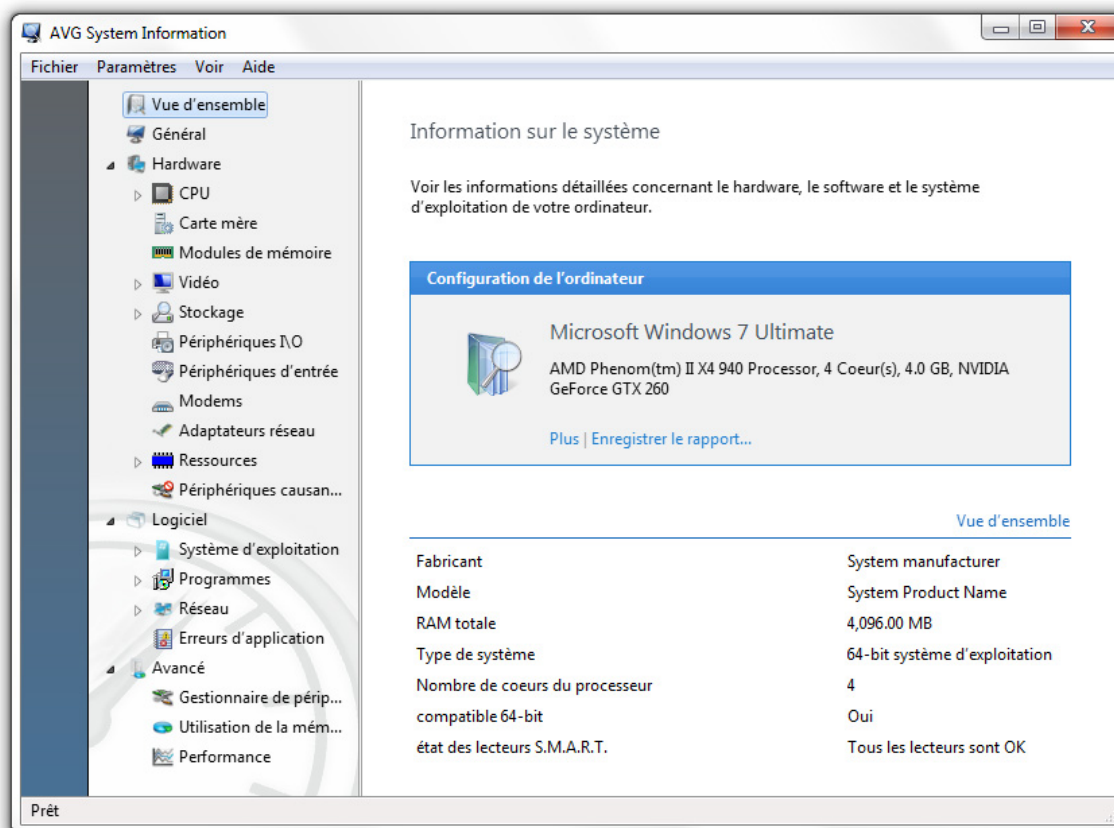 AVG System Information
Fichier Paramètres Voir Aide
Vue d'ensemble
Général
Hardware
CPU
Carte mère
Modules de mémoire
Vidéo
Stockage
Périphériques I\O
Périphériques d'entrée
Modems
Adaptateurs réseau
Ressources
Périphériques causan...
Logiciel
Système d'exploitation
Programmes
Réseau
Erreurs d'application
Avancé
Gestionnaire de périp...
Utilisation de la mém...
Performance
Information sur le système
Voir les informations détaillées concernant le hardware, le software et le système
d'exploitation de votre ordinateur.
Configuration de l'ordinateur
Microsoft Windows 7 Ultimate
AMD Phenom(tm) II X4 940 Processor, 4 Coeur(s), 4.0 GB, NVIDIA
GeForce GTX 260
Plus | Enregistrer le rapport...
Vue d'ensemble
Fabricant System manufacturer
Modèle System Product Name
RAM totale 4,096.00 MB
Type de système 64-bit système d'exploitation
Nombre de coeurs du processeur 4
compatible 64-bit Oui
état des lecteurs S.M.A.R.T. Tous les lecteurs sont OK
Prêt